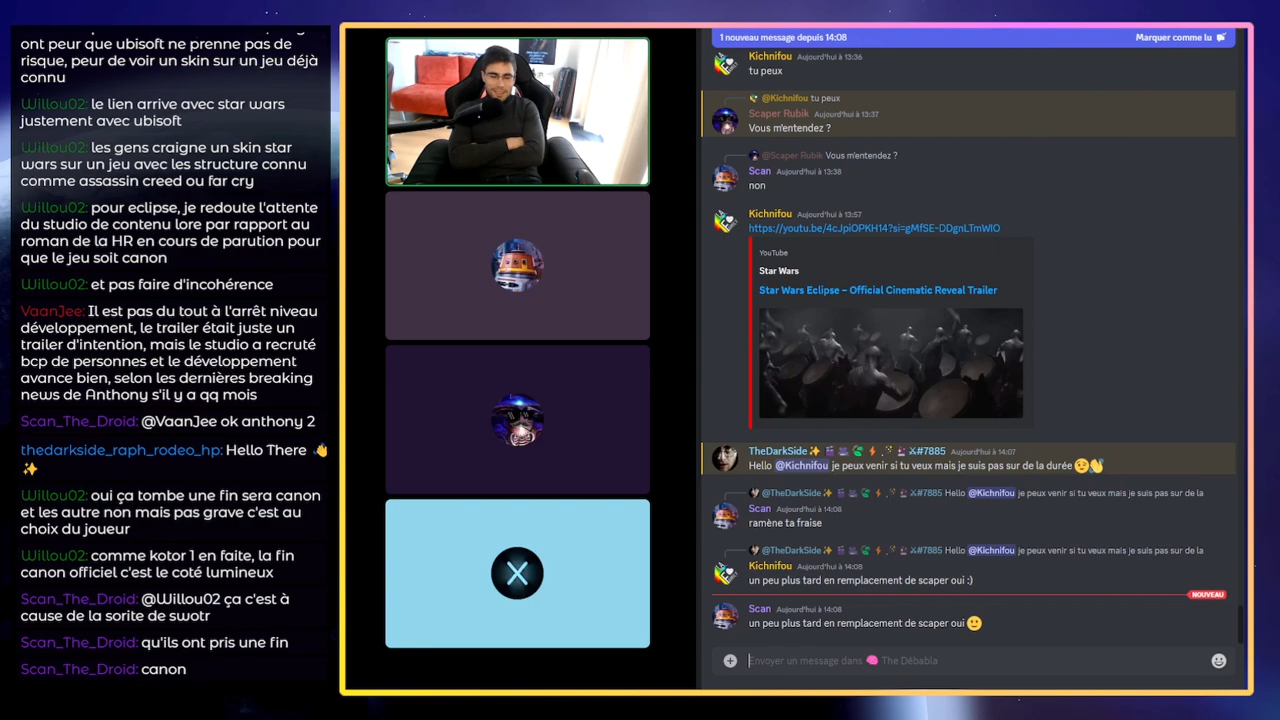 ont peur que ubisoft ne prenne pas de
risque, peur de voir un skin sur un jeu déjà
connu
Willou02: le lien arrive avec star wars
justement ovec ubisoft
Willou02: les gens craigne un skin star
wars sur un jeu avec les structure connu
comme assassin creed ou far cry
Willou02: pour eclipse, je redoute l'attente
du studio de contenu lore par rapport au
roman de la HR en cours de parution pour
que le jeu soit canon
Willou02: et pas faire d'incohérence
VaanJee: Il est pas du tout à l'arrêt niveau
développement, le trailer était juste un
trailer d'intention, mais le studio a recruté
bcp de personnes et le développement
avance bien, selon les dernières breaking
news de Anthony s'il y a qq mois
Scan_The_Droid: @VaanJee ok anthony 2
thedarkside_raph_rodeo_hp: Hello There 👋
✨
Willou02: oui ça tombe une fin sera canon
et les autre non mais pas grave c'est au
choix du joueur
Willou02: comme kotor 1 en faite, la fin
canon officiel c'est le coté lumineux
Scan_The_Droid: @Willou02 ça c'est à
cause de la sorite de swotr
Scan_The_Droid: qu'ils ont pris une fin
Scan_The_Droid: canon
1 nouveau message depuis 14:08 Marquer comme lu
Kichnifou Aujourd'hui à 13:36
tu peux
@Kichnifou tu peux
Scaper Rubik Aujourd'hui à 13:37
Vous m'entendez ?
@Scaper Rubik Vous m'entendez ?
Scan Aujourd'hui à 13:38
non
Kichnifou Aujourd'hui à 13:57
https://youtu.be/4cJpiOPKH14?si=gMfSE-DDgnLTmWlO
YouTube
Star Wars
Star Wars Eclipse – Official Cinematic Reveal Trailer
TheDarkSide✨ #7885 Aujourd'hui à 14:07
Hello @Kichnifou je peux venir si tu veux mais je suis pas sur de la durée 😉👋
@TheDarkSide✨ #7885 Hello @Kichnifou je peux venir si tu veux mais je suis pas sur de la
Scan Aujourd'hui à 14:08
ramène ta fraise
@TheDarkSide✨ #7885 Hello @Kichnifou je peux venir si tu veux mais je suis pas sur de la
Kichnifou Aujourd'hui à 14:08
un peu plus tard en remplacement de scaper oui :)
NOUVEAU
Scan Aujourd'hui à 14:08
un peu plus tard en remplacement de scaper oui 🙂
Envoyer un message dans 🧠 The Débabla